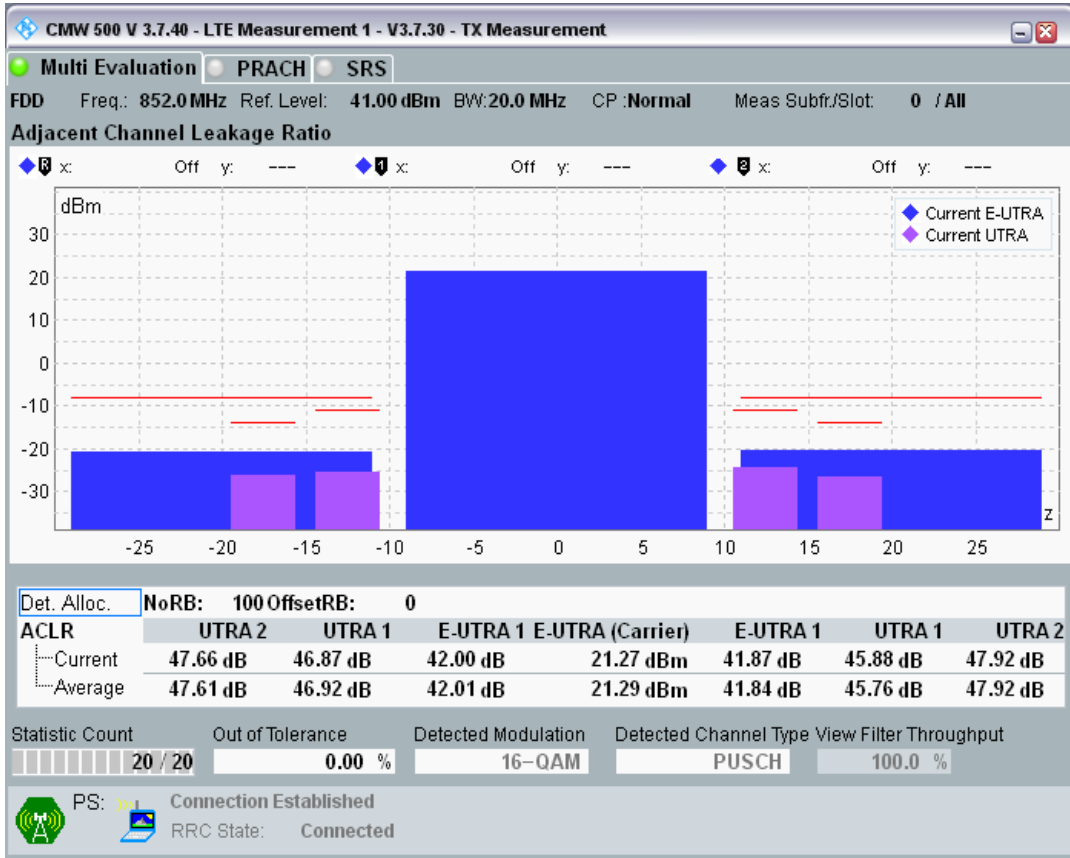 CMW 500 V 3.7.40 - LTE Measurement 1 - V3.7.30 - TX Measurement
Multi Evaluation PRACH SRS
FDD Freq.: 852.0 MHz Ref. Level: 41.00 dBm BW: 20.0 MHz CP :Normal Meas Subfr./Slot: 0 / All
Adjacent Channel Leakage Ratio
R x: Off y: --- 1 x: Off y: --- 2 x: Off y: ---
dBm
Current E-UTRA
Current UTRA
30
20
10
0
-10
-20
-30
z
-25 -20 -15 -10 -5 0 5 10 15 20 25
Det. Alloc. NoRB: 100 OffsetRB: 0
ACLR UTRA 2 UTRA 1 E-UTRA 1 E-UTRA (Carrier) E-UTRA 1 UTRA 1 UTRA 2
Current 47.66 dB 46.87 dB 42.00 dB 21.27 dBm 41.87 dB 45.88 dB 47.92 dB
Average 47.61 dB 46.92 dB 42.01 dB 21.29 dBm 41.84 dB 45.76 dB 47.92 dB
Statistic Count Out of Tolerance Detected Modulation Detected Channel Type View Filter Throughput
20 / 20 0.00 % 16-QAM PUSCH 100.0 %
PS: Connection Established
RRC State: Connected